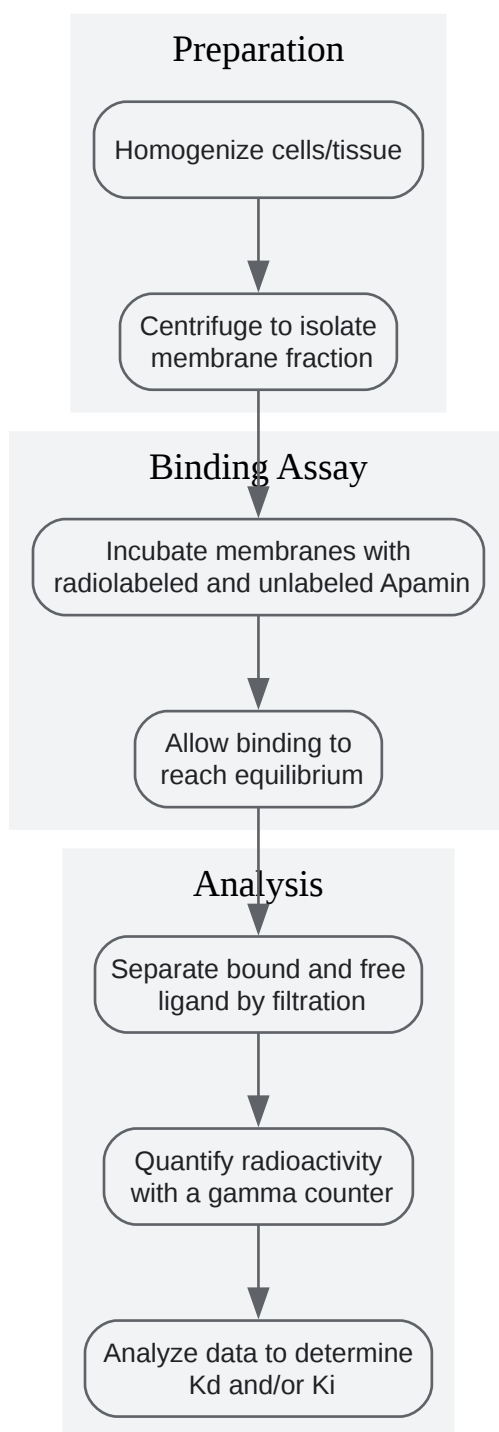 Preparation
Homogenize cells/tissue
Centrifuge to isolate
membrane fraction
Binding Assay
Incubate membranes with
radiolabeled and unlabeled Apamin
Allow binding to
reach equilibrium
Analysis
Separate bound and free
ligand by filtration
Quantify radioactivity
with a gamma counter
Analyze data to determine
Kd and/or Ki